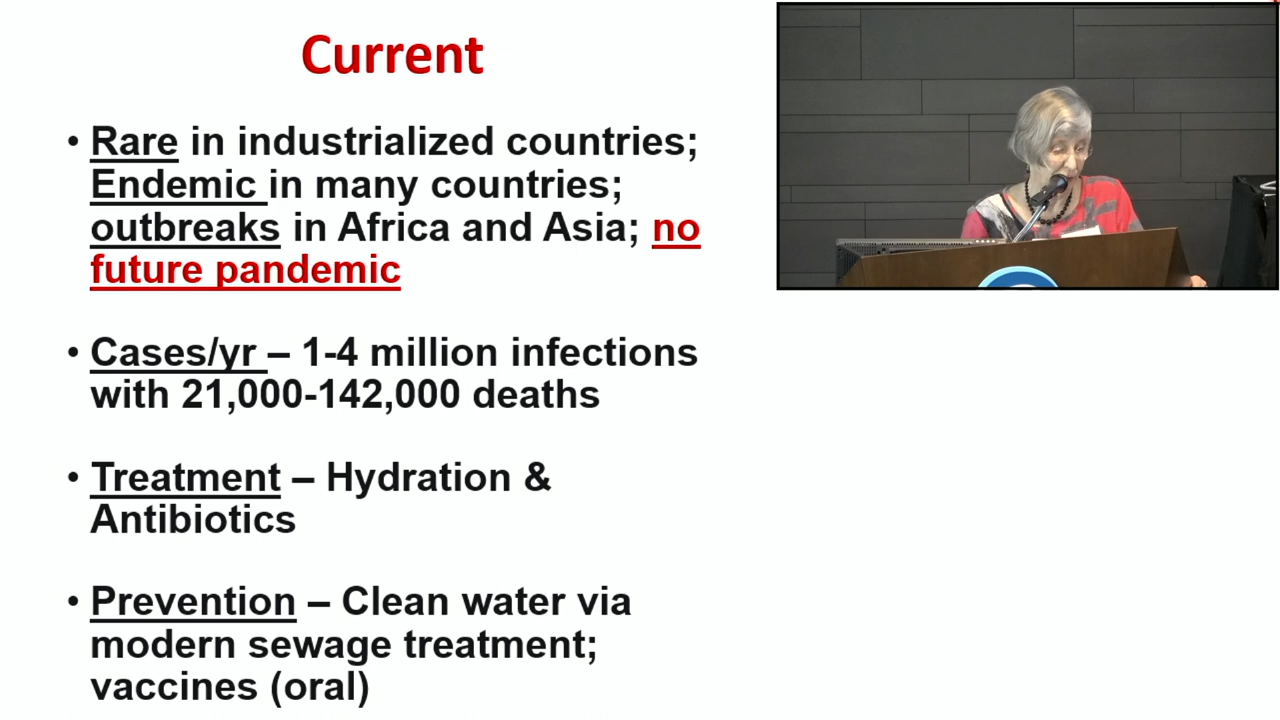 Current
• Rare in industrialized countries;
Endemic in many countries;
outbreaks in Africa and Asia; no
future pandemic
• Cases/yr – 1-4 million infections
with 21,000-142,000 deaths
• Treatment – Hydration &
Antibiotics
• Prevention – Clean water via
modern sewage treatment;
vaccines (oral)